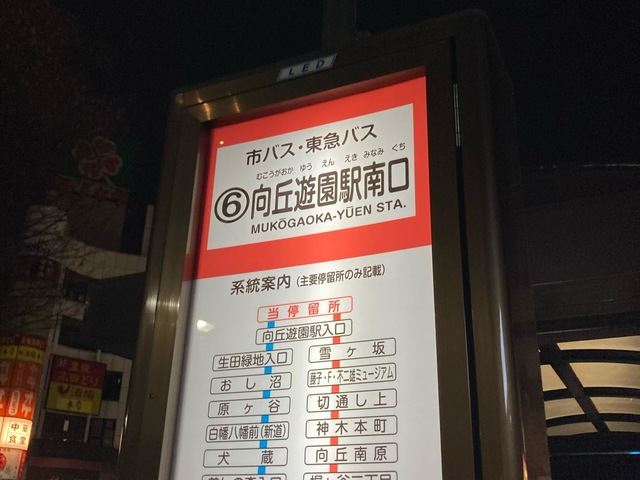 LED
市バス・東急バス
むこうがおか ゆう えん えき みなみ ぐち
⑥向丘遊園駅南口
MUKŌGAOKA-YŪEN STA.
系統案内(主要停留所のみ記載)
当停留所
向丘遊園駅入口
生田緑地入口
雪ヶ坂
おし沼
藤子・F・不二雄ミュージアム
原ヶ谷
切通し上
白幡八幡前(新道)
神木本町
犬蔵
向丘南原
中華
食堂